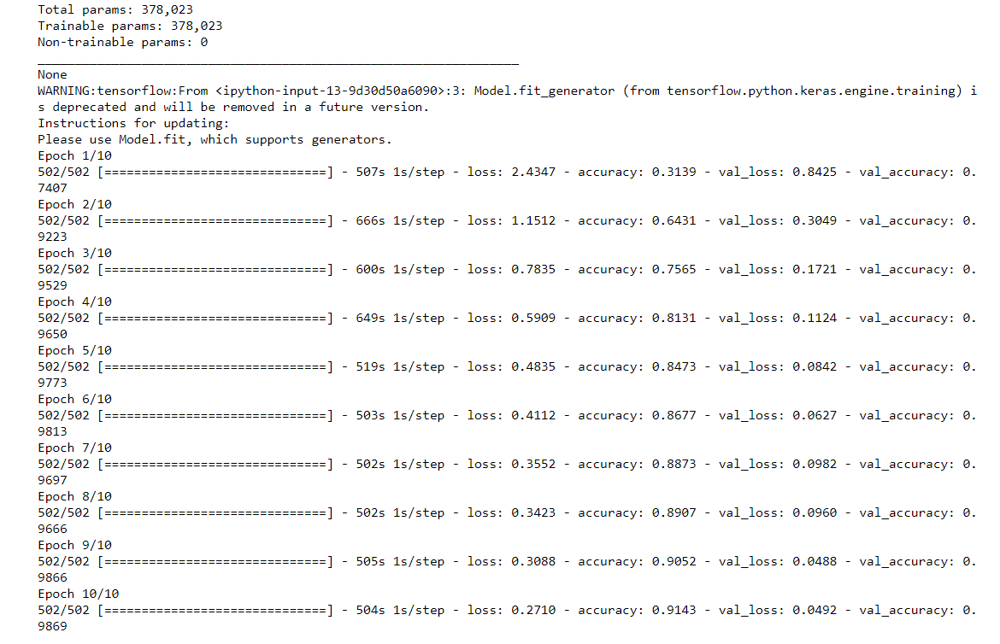 Total params: 378,023
Trainable params: 378,023
Non-trainable params: 0
_________________________________________________________________
None
WARNING:tensorflow:From <ipython-input-13-9d30d50a6090>:3: Model.fit_generator (from tensorflow.python.keras.engine.training) i
s deprecated and will be removed in a future version.
Instructions for updating:
Please use Model.fit, which supports generators.
Epoch 1/10
502/502 [==============================] - 507s 1s/step - loss: 2.4347 - accuracy: 0.3139 - val_loss: 0.8425 - val_accuracy: 0.
7407
Epoch 2/10
502/502 [==============================] - 666s 1s/step - loss: 1.1512 - accuracy: 0.6431 - val_loss: 0.3049 - val_accuracy: 0.
9223
Epoch 3/10
502/502 [==============================] - 600s 1s/step - loss: 0.7835 - accuracy: 0.7565 - val_loss: 0.1721 - val_accuracy: 0.
9529
Epoch 4/10
502/502 [==============================] - 649s 1s/step - loss: 0.5909 - accuracy: 0.8131 - val_loss: 0.1124 - val_accuracy: 0.
9650
Epoch 5/10
502/502 [==============================] - 519s 1s/step - loss: 0.4835 - accuracy: 0.8473 - val_loss: 0.0842 - val_accuracy: 0.
9773
Epoch 6/10
502/502 [==============================] - 503s 1s/step - loss: 0.4112 - accuracy: 0.8677 - val_loss: 0.0627 - val_accuracy: 0.
9813
Epoch 7/10
502/502 [==============================] - 502s 1s/step - loss: 0.3552 - accuracy: 0.8873 - val_loss: 0.0982 - val_accuracy: 0.
9697
Epoch 8/10
502/502 [==============================] - 502s 1s/step - loss: 0.3423 - accuracy: 0.8907 - val_loss: 0.0960 - val_accuracy: 0.
9666
Epoch 9/10
502/502 [==============================] - 505s 1s/step - loss: 0.3088 - accuracy: 0.9052 - val_loss: 0.0488 - val_accuracy: 0.
9866
Epoch 10/10
502/502 [==============================] - 504s 1s/step - loss: 0.2710 - accuracy: 0.9143 - val_loss: 0.0492 - val_accuracy: 0.
9869